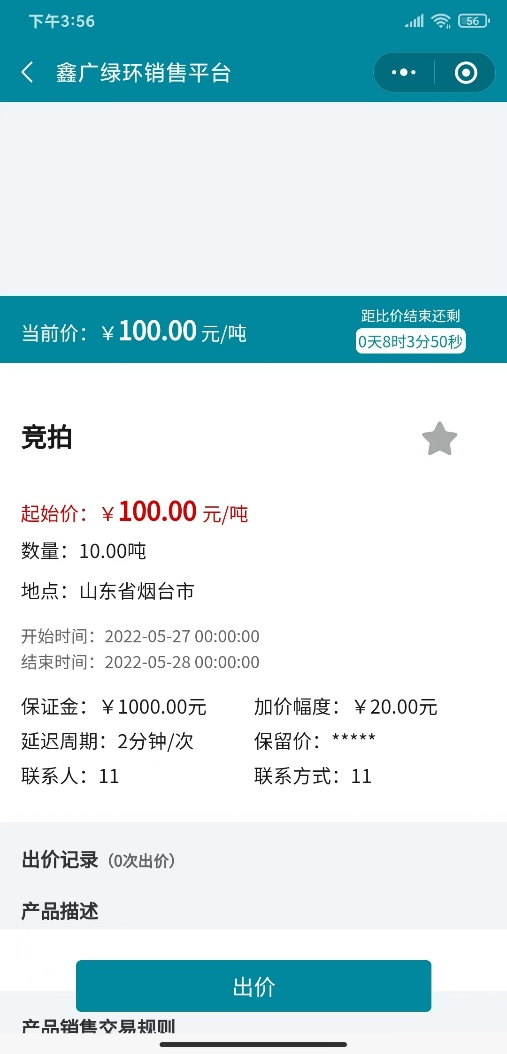 下午3:56
56
鑫广绿环销售平台
距比价结束还剩
当前价：￥100.00元/吨
0天8时3分50秒
竞拍
起始价：￥100.00元/吨
数量：10.00吨
地点：山东省烟台市
开始时间：2022-05-27 00:00:00
结束时间：2022-05-28 00:00:00
保证金：￥1000.00元 加价幅度：￥20.00元
延迟周期：2分钟/次 保留价：*****
联系人：11 联系方式：11
出价记录（0次出价）
产品描述
出价
产品销售交易规则